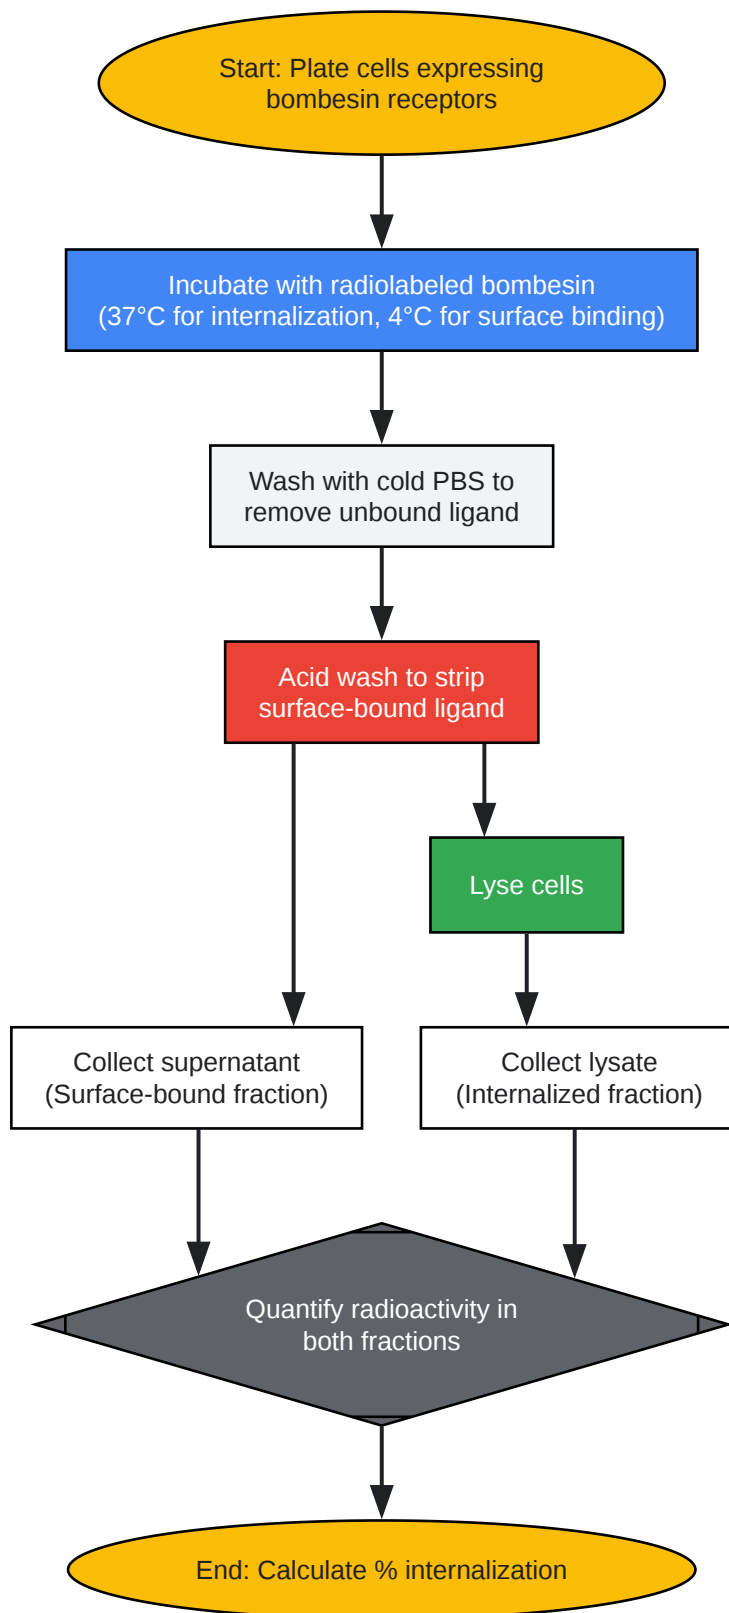 Start: Plate cells expressing
bombesin receptors
Incubate with radiolabeled bombesin
(37°C for internalization, 4°C for surface binding)
Wash with cold PBS to
remove unbound ligand
Acid wash to strip
surface-bound ligand
Lyse cells
Collect supernatant
(Surface-bound fraction)
Collect lysate
(Internalized fraction)
Quantify radioactivity in
both fractions
End: Calculate % internalization